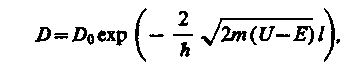 D = D₀ exp ( − 2/h √2m (U − E) l ),